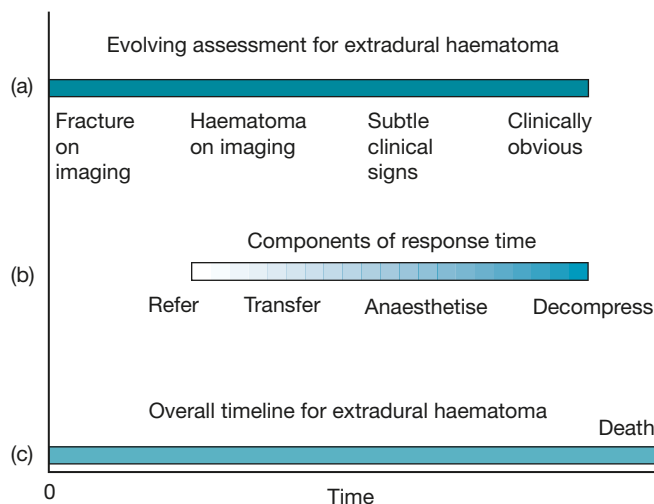 Evolving assessment for extradural haematoma
(a)
Fracture
on
imaging
Haematoma
on imaging
Subtle
clinical
signs
Clinically
obvious
Components of response time
(b)
Refer
Transfer
Anaesthetise
Decompress
Overall timeline for extradural haematoma
Death
(c)
0
Time